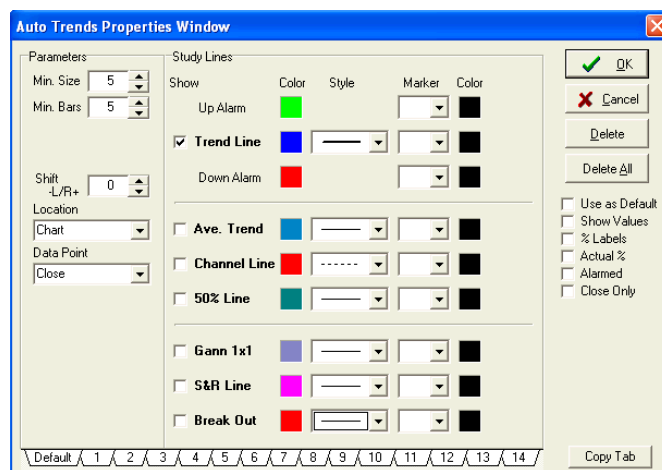 Auto Trends Properties Window
Parameters
Min. Size 5
Min. Bars 5
Shift
-L/R+ 0
Location
Chart
Data Point
Close
Study Lines
Show Color Style Marker Color
Up Alarm
Trend Line
Down Alarm
Ave. Trend
Channel Line
50% Line
Gann 1x1
S&R Line
Break Out
OK
Cancel
Delete
Delete All
Use as Default
Show Values
% Labels
Actual %
Alarmed
Close Only
Default 1 2 3 4 5 6 7 8 9 10 11 12 13 14
Copy Tab